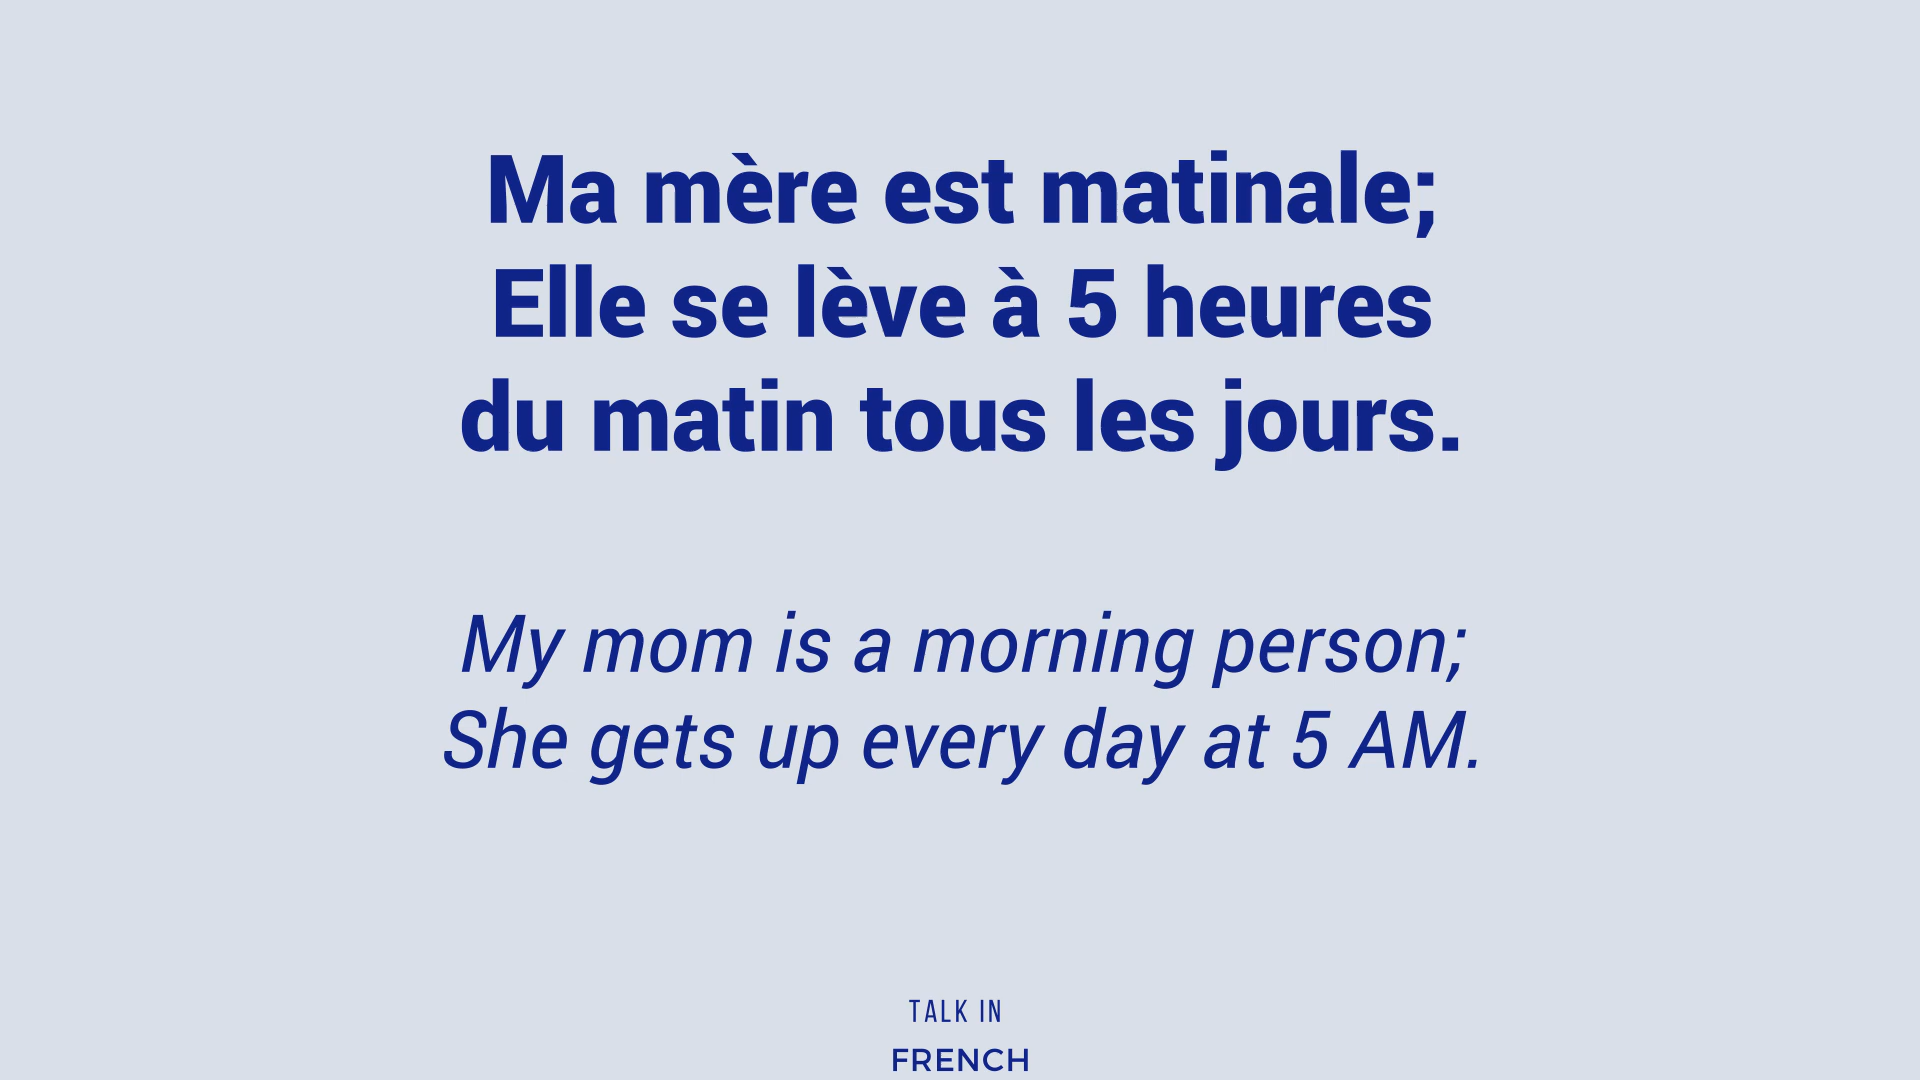 Ma mère est matinale;
Elle se lève à 5 heures
du matin tous les jours.
My mom is a morning person;
She gets up every day at 5 AM.
TALK IN
FRENCH